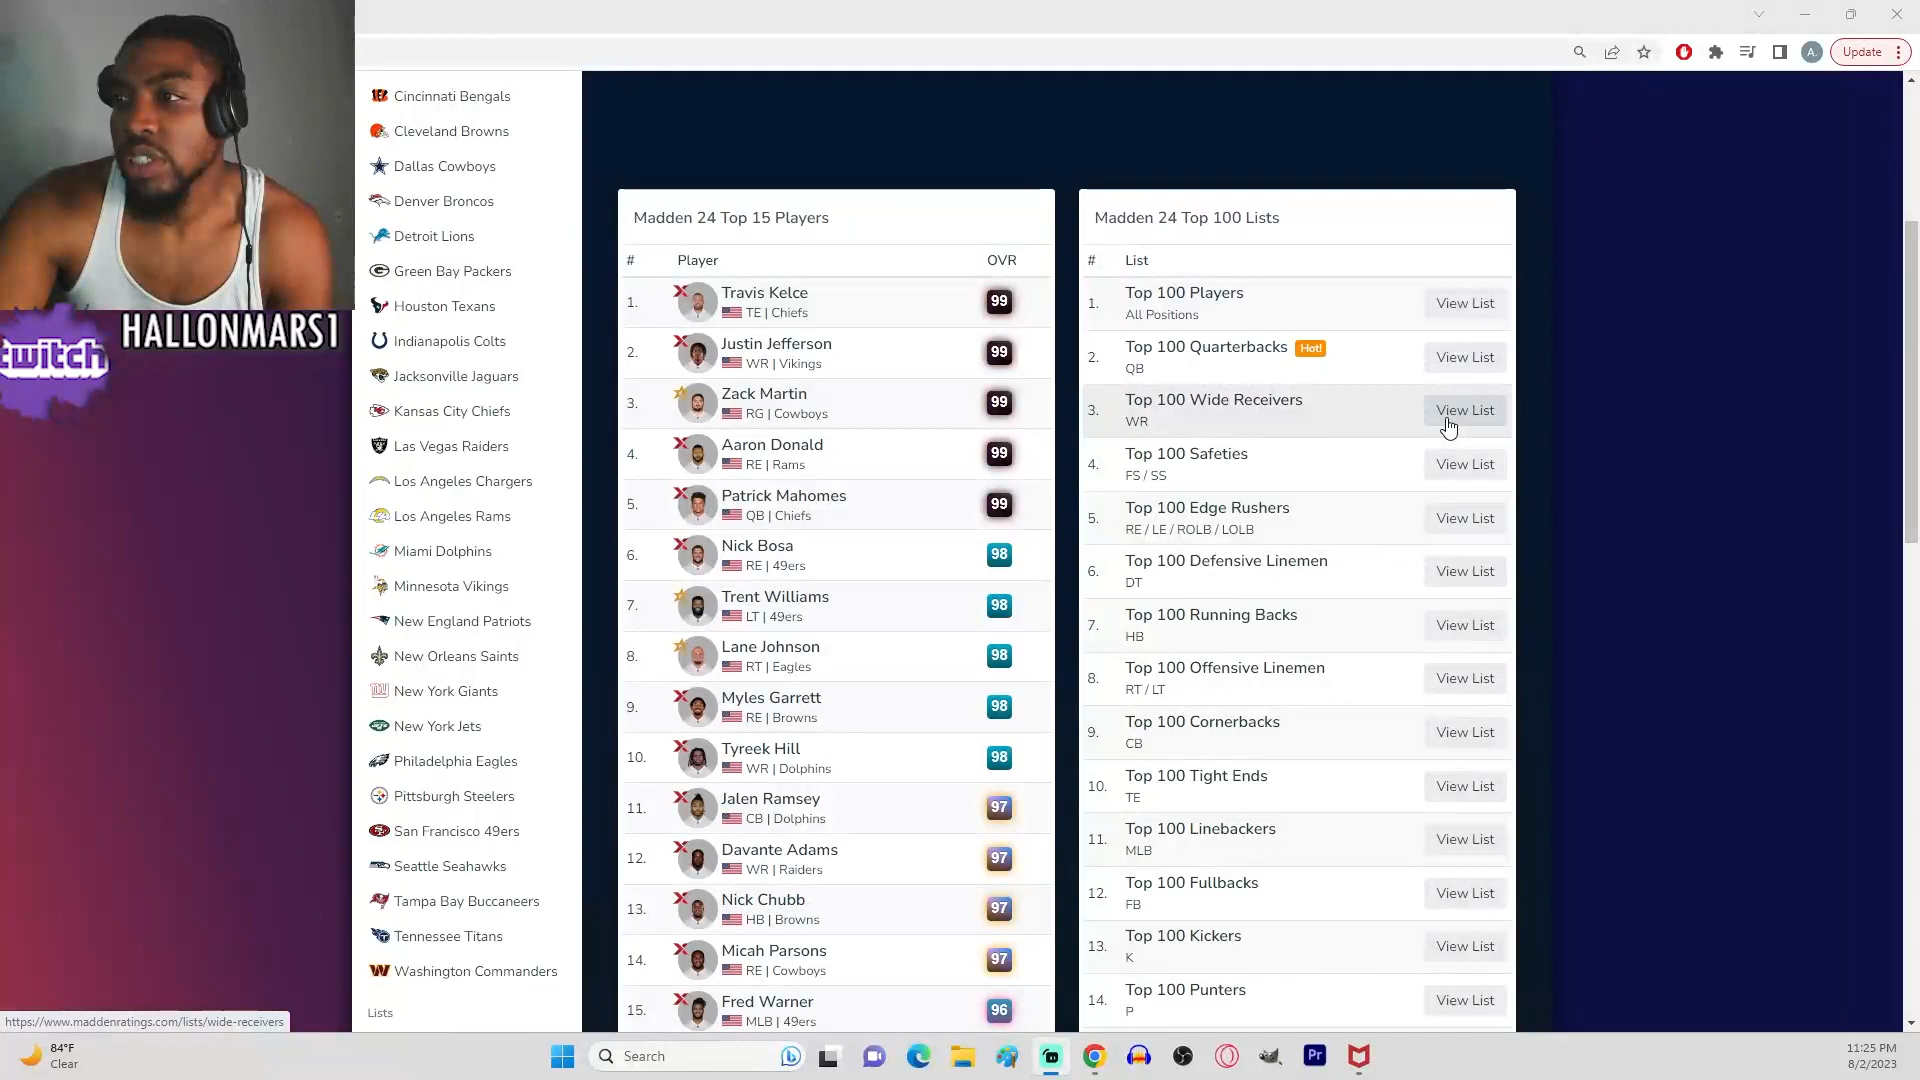 Update
Cincinnati Bengals
Cleveland Browns
Dallas Cowboys
Denver Broncos
Detroit Lions
Green Bay Packers
Houston Texans
Indianapolis Colts
Jacksonville Jaguars
Kansas City Chiefs
Las Vegas Raiders
Los Angeles Chargers
Los Angeles Rams
Miami Dolphins
Minnesota Vikings
New England Patriots
New Orleans Saints
New York Giants
New York Jets
Philadelphia Eagles
Pittsburgh Steelers
San Francisco 49ers
Seattle Seahawks
Tampa Bay Buccaneers
Tennessee Titans
Washington Commanders
Lists
twitch
HALLONMARS1
Madden 24 Top 15 Players
# Player OVR
1. Travis Kelce 99
TE | Chiefs
2. Justin Jefferson 99
WR | Vikings
3. Zack Martin 99
RG | Cowboys
4. Aaron Donald 99
RE | Rams
5. Patrick Mahomes 99
QB | Chiefs
6. Nick Bosa 98
RE | 49ers
7. Trent Williams 98
LT | 49ers
8. Lane Johnson 98
RT | Eagles
9. Myles Garrett 98
RE | Browns
10. Tyreek Hill 98
WR | Dolphins
11. Jalen Ramsey 97
CB | Dolphins
12. Davante Adams 97
WR | Raiders
13. Nick Chubb 97
HB | Browns
14. Micah Parsons 97
RE | Cowboys
15. Fred Warner 96
MLB | 49ers
Madden 24 Top 100 Lists
# List
1. Top 100 Players View List
All Positions
2. Top 100 Quarterbacks Hot! View List
QB
3. Top 100 Wide Receivers View List
WR
4. Top 100 Safeties View List
FS / SS
5. Top 100 Edge Rushers View List
RE / LE / ROLB / LOLB
6. Top 100 Defensive Linemen View List
DT
7. Top 100 Running Backs View List
HB
8. Top 100 Offensive Linemen View List
RT / LT
9. Top 100 Cornerbacks View List
CB
10. Top 100 Tight Ends View List
TE
11. Top 100 Linebackers View List
MLB
12. Top 100 Fullbacks View List
FB
13. Top 100 Kickers View List
K
14. Top 100 Punters View List
P
https://www.maddenratings.com/lists/wide-receivers
84°F
Clear
Search
Pr
11:25 PM
8/2/2023